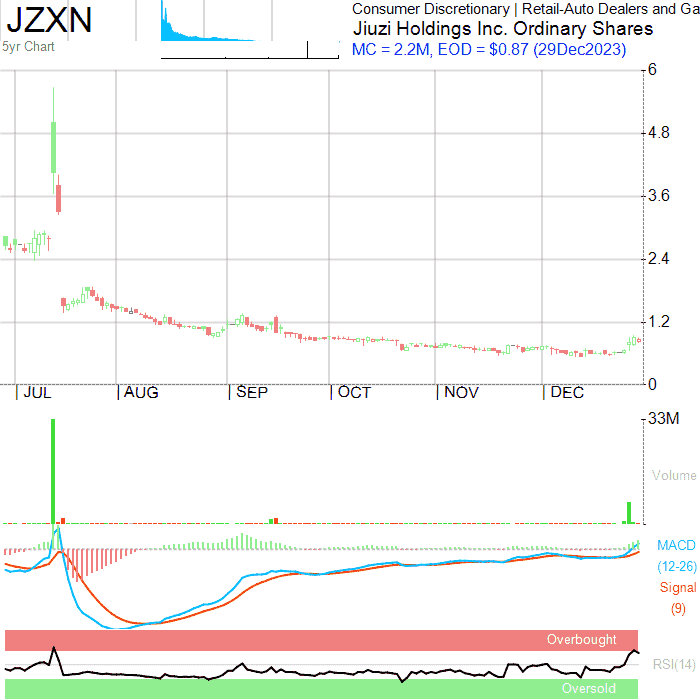 JZXN
5yr Chart
Consumer Discretionary | Retail-Auto Dealers and Ga
Jiuzi Holdings Inc. Ordinary Shares
MC = 2.2M, EOD = $0.87 (29Dec2023)
6
4.8
3.6
2.4
1.2
0
JUL AUG SEP OCT NOV DEC
33M
Volume
MACD
(12-26)
Signal
(9)
Overbought
RSI(14)
Oversold